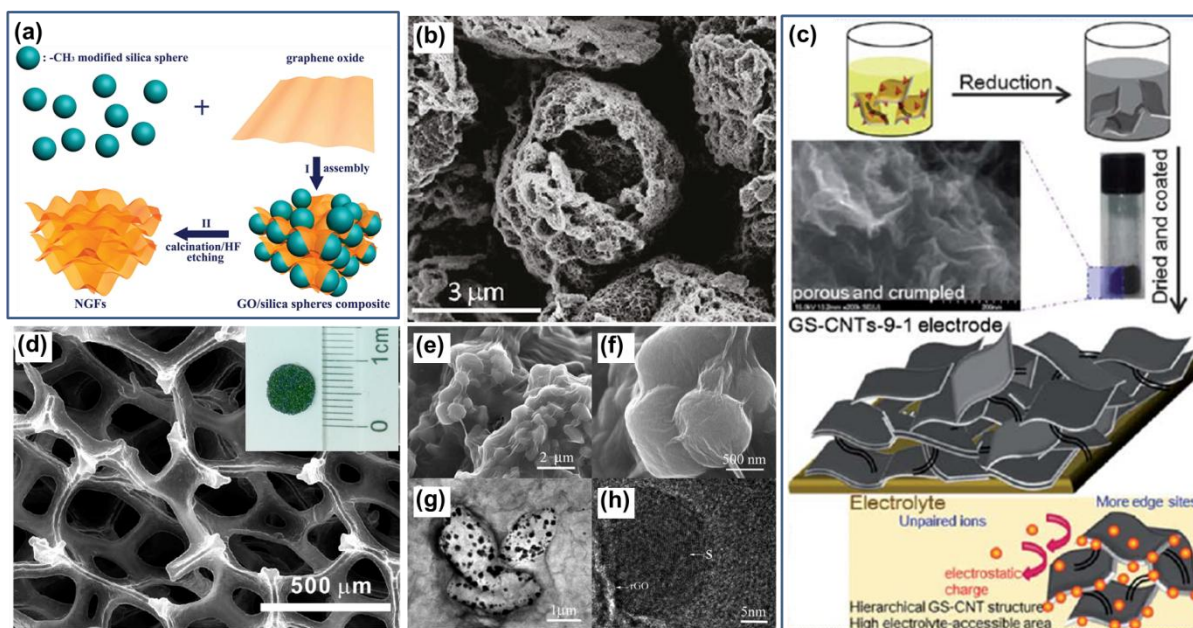 (a)
: -CH₃ modified silica sphere
graphene oxide
+
I
assembly
II
calcination/HF
etching
NGFs
GO/silica spheres composite
(b)
3 μm
(c)
Reduction
Dried and coated
porous and crumpled
GS-CNTs-9-1 electrode
Electrolyte
More edge sites
Unpaired ions
electrostatic
charge
Hierarchical GS-CNT structure
High electrolyte-accessible area
(d)
1cm
0
500 μm
(e)
2 μm
(f)
500 nm
(g)
1μm
(h)
S
rGO
5nm